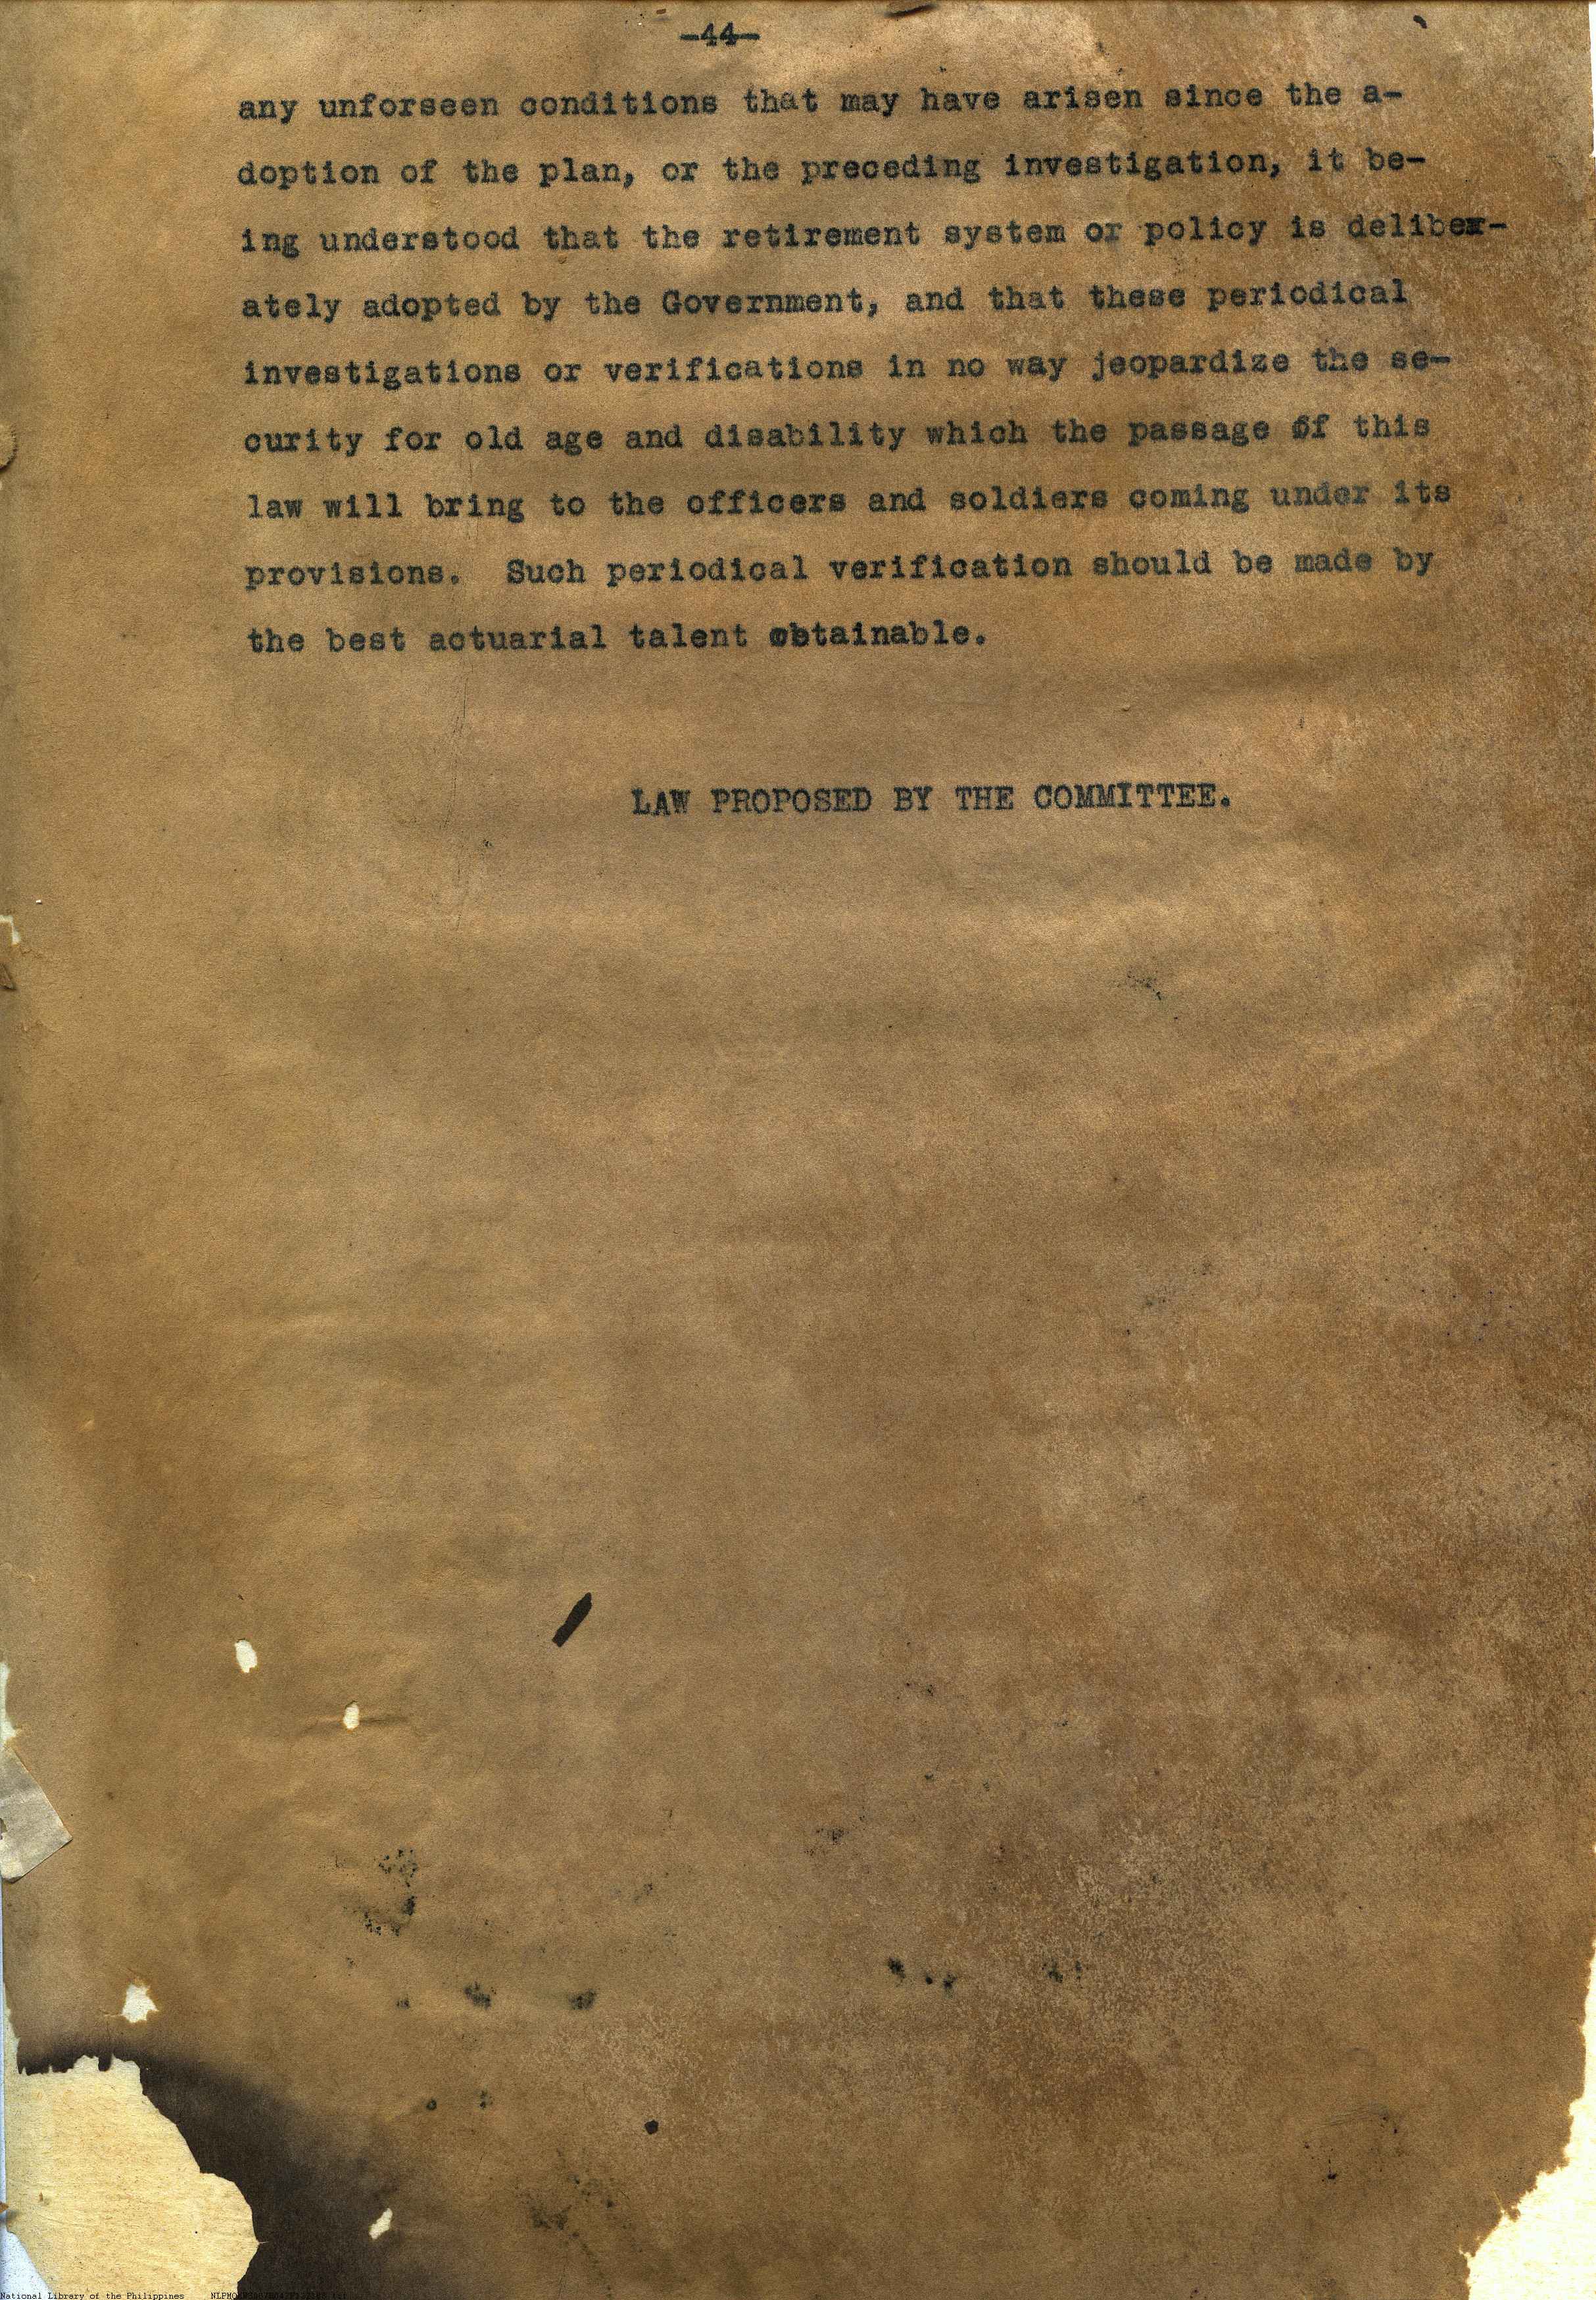 -44-
any unforseen conditions that may have arisen since the a-
doption of the plan, or the preceding investigation, it be-
ing understood that the retirement system or policy is deliber-
ately adopted by the Government, and that these periodical
investigations or verifications in no way jeopardize the se-
curity for old age and disability which the passage of this
law will bring to the officers and soldiers coming under its
provisions. Such periodical verification should be made by
the best actuarial talent obtainable.
LAW PROPOSED BY THE COMMITTEE.
National Library of the Philippines